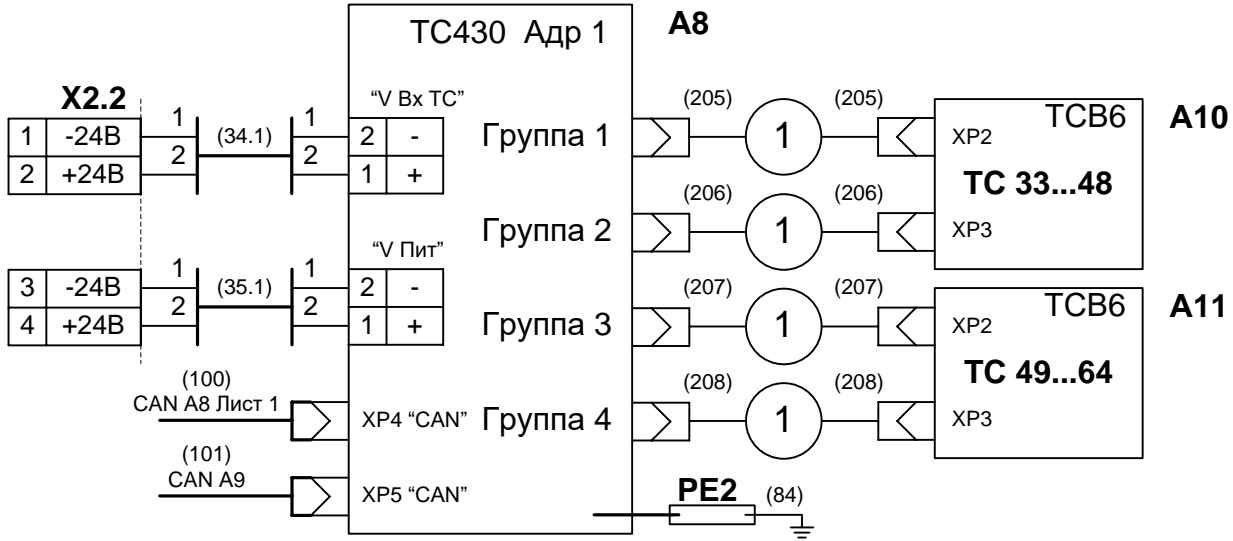 ТС430 Адр 1
А8
Х2.2
1 -24В
2 +24В
1
2
(34.1)
1
2
“V Вх ТС”
2 -
1 +
Группа 1
(205)
1
(205)
ТСВ6
А10
ХР2
ТС 33...48
Группа 2
(206)
1
(206)
ХР3
3 -24В
4 +24В
1
2
(35.1)
1
2
“V Пит”
2 -
1 +
Группа 3
(207)
1
(207)
ТСВ6
А11
ХР2
ТС 49...64
(100)
CAN А8 Лист 1
ХР4 “CAN”
Группа 4
(208)
1
(208)
ХР3
(101)
CAN А9
ХР5 “CAN”
РЕ2
(84)